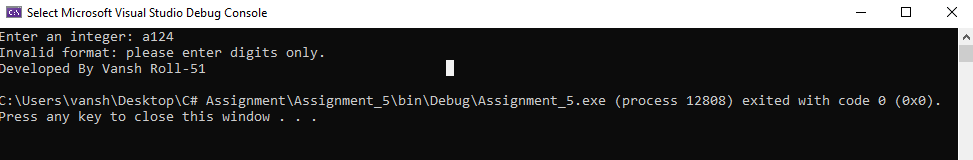 Select Microsoft Visual Studio Debug Console
Enter an integer: a124
Invalid format: please enter digits only.
Developed By Vansh Roll-51
C:\Users\vansh\Desktop\C# Assignment\Assignment_5\bin\Debug\Assignment_5.exe (process 12808) exited with code 0 (0x0).
Press any key to close this window . . .